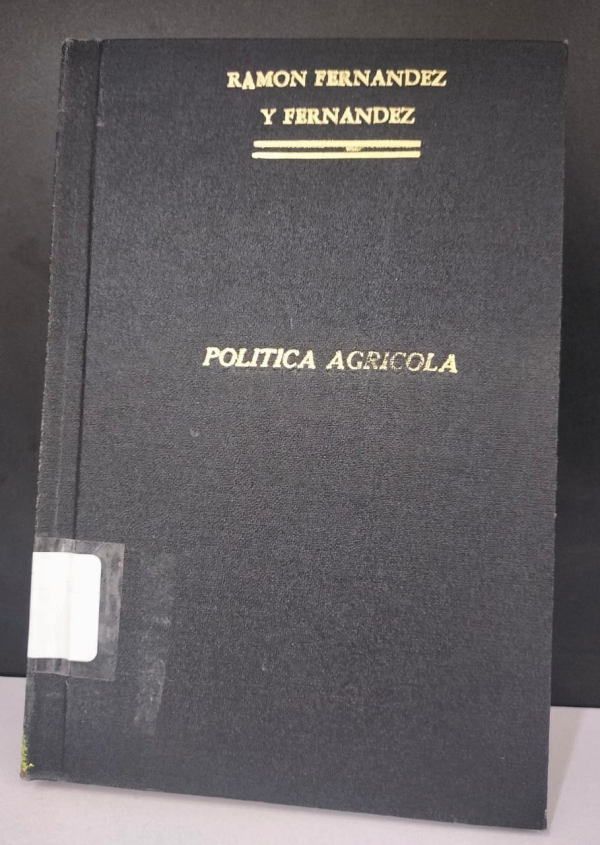 RAMON FERNANDEZ
Y FERNANDEZ
POLITICA AGRICOLA